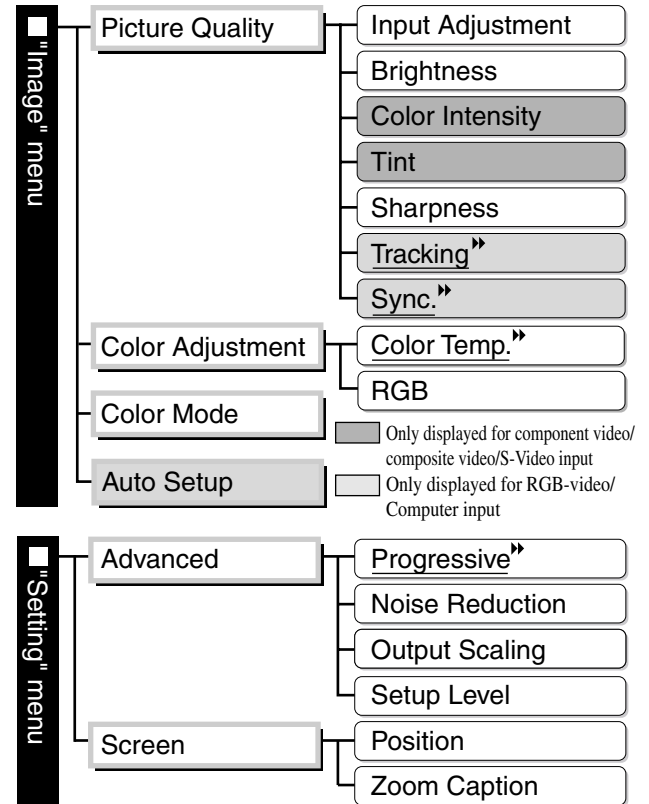 ■"Image" menu
Picture Quality
Input Adjustment
Brightness
Color Intensity
Tint
Sharpness
Tracking
Sync.
Color Adjustment
Color Temp.
RGB
Color Mode
Auto Setup
Only displayed for component video/
composite video/S-Video input
Only displayed for RGB-video/
Computer input
■"Setting" menu
Advanced
Progressive
Noise Reduction
Output Scaling
Setup Level
Screen
Position
Zoom Caption